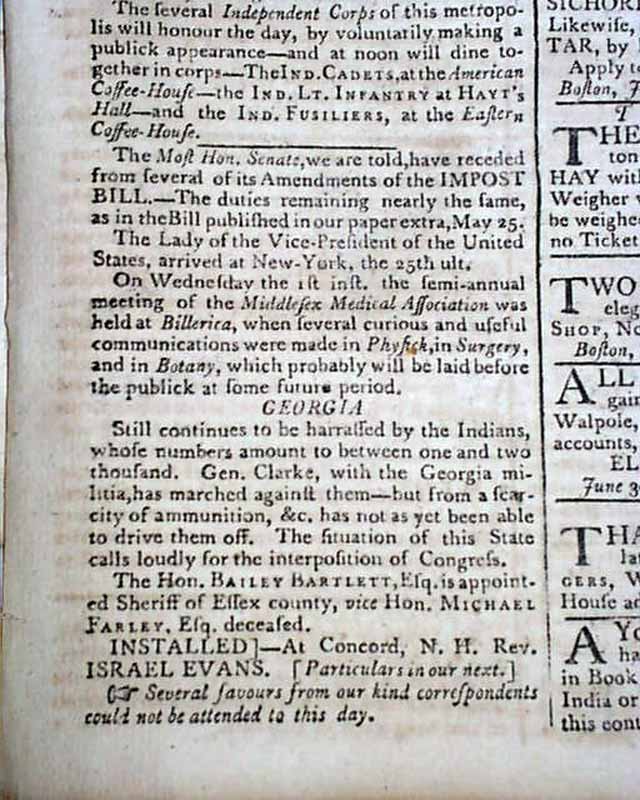 The ſeveral Independent Corps of this metropo-
lis will honour the day, by voluntarily making a
publick appearance—and at noon will dine to-
gether in corps—The IND. CADETS, at the American
Coffee-Houſe—the IND. LT. INFANTRY at HAYT's
Hall—and the IND. FUSILIERS, at the Eaſtern
Coffee-Houſe.
The Moſt Hon. Senate, we are told, have receded
from ſeveral of its Amendments of the IMPOST
BILL.—The duties remaining nearly the ſame,
as in the Bill publiſhed in our paper extra, May 25.
The Lady of the Vice-Preſident of the United
States, arrived at New-York, the 25th ult.
On Wedneſday the 1ſt inſt. the ſemi-annual
meeting of the Middleſex Medical Aſſociation was
held at Billerica, when ſeveral curious and uſeful
communications were made in Phyſick, in Surgery,
and in Botany, which probably will be laid before
the publick at ſome future period.
GEORGIA
Still continues to be harraſſed by the Indians,
whoſe numbers amount to between one and two
thouſand. Gen. Clarke, with the Georgia mi-
litia, has marched againſt them—but from a ſcar-
city of ammunition, &c. has not as yet been able
to drive them off. The ſituation of this State
calls loudly for the interpoſition of Congreſs.
The Hon. BAILEY BARTLETT, Eſq. is appoint-
ed Sheriff of Eſſex county, vice Hon. MICHAEL
FARLEY, Eſq. deceaſed.
INSTALLED]—At Concord, N. H. Rev.
ISRAEL EVANS. [Particulars in our next.]
☞ Several favours from our kind correſpondents
could not be attended to this day.
SICHOR
Likewiſe,
TAR, by
Apply t
Boſton, J
T
THE
ton
HAY with
Weigher
be weighe
no Ticket
TWO
eleg
SHOP, No
Boſton,
ALL
gain
Walpole,
accounts,
EL
June 3
THA
lat
GERS, W
Houſe ad
A Yo
ha
in Book
India or
this cont